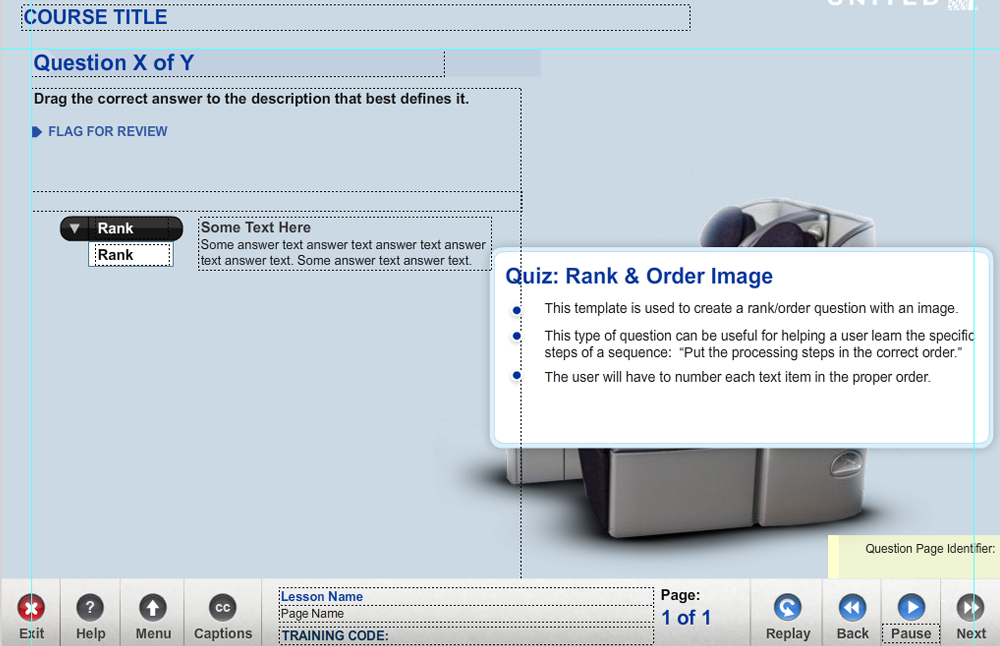 UNITED
COURSE TITLE
Question X of Y
Drag the correct answer to the description that best defines it.
FLAG FOR REVIEW
Rank
Rank
Some Text Here
Some answer text answer text answer text answer
text answer text. Some answer text answer text.
Quiz: Rank & Order Image
This template is used to create a rank/order question with an image.
This type of question can be useful for helping a user learn the specific
steps of a sequence: “Put the processing steps in the correct order.”
The user will have to number each text item in the proper order.
Question Page Identifier:
Exit
?
Help
Menu
CC
Captions
Lesson Name
Page Name
TRAINING CODE:
Page:
1 of 1
Replay
Back
Pause
Next